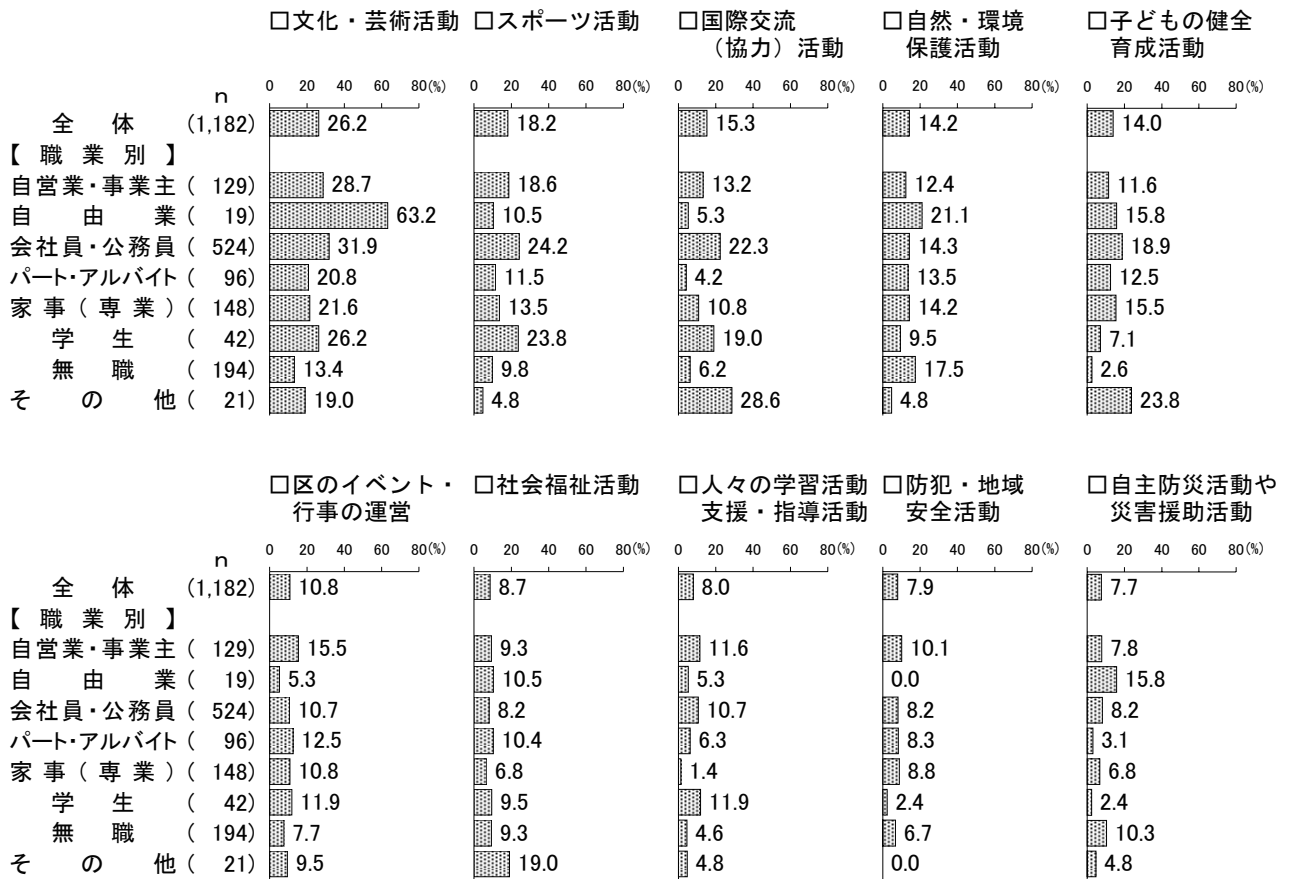 □文化・芸術活動 □スポーツ活動 □国際交流 □自然・環境 □子どもの健全
（協力）活動 保護活動 育成活動
0 20 40 60 80(%) 0 20 40 60 80(%) 0 20 40 60 80(%) 0 20 40 60 80(%) 0 20 40 60 80(%)
n
全体 (1,182) 26.2 18.2 15.3 14.2 14.0
【職業別】
自営業・事業主 ( 129) 28.7 18.6 13.2 12.4 11.6
自由業 ( 19) 63.2 10.5 5.3 21.1 15.8
会社員・公務員 ( 524) 31.9 24.2 22.3 14.3 18.9
パート・アルバイト ( 96) 20.8 11.5 4.2 13.5 12.5
家事（専業） ( 148) 21.6 13.5 10.8 14.2 15.5
学生 ( 42) 26.2 23.8 19.0 9.5 7.1
無職 ( 194) 13.4 9.8 6.2 17.5 2.6
その他 ( 21) 19.0 4.8 28.6 4.8 23.8
□区のイベント・ □社会福祉活動 □人々の学習活動 □防犯・地域 □自主防災活動や
行事の運営 支援・指導活動 安全活動 災害援助活動
0 20 40 60 80(%) 0 20 40 60 80(%) 0 20 40 60 80(%) 0 20 40 60 80(%) 0 20 40 60 80(%)
n
全体 (1,182) 10.8 8.7 8.0 7.9 7.7
【職業別】
自営業・事業主 ( 129) 15.5 9.3 11.6 10.1 7.8
自由業 ( 19) 5.3 10.5 5.3 0.0 15.8
会社員・公務員 ( 524) 10.7 8.2 10.7 8.2 8.2
パート・アルバイト ( 96) 12.5 10.4 6.3 8.3 3.1
家事（専業） ( 148) 10.8 6.8 1.4 8.8 6.8
学生 ( 42) 11.9 9.5 11.9 2.4 2.4
無職 ( 194) 7.7 9.3 4.6 6.7 10.3
その他 ( 21) 9.5 19.0 4.8 0.0 4.8